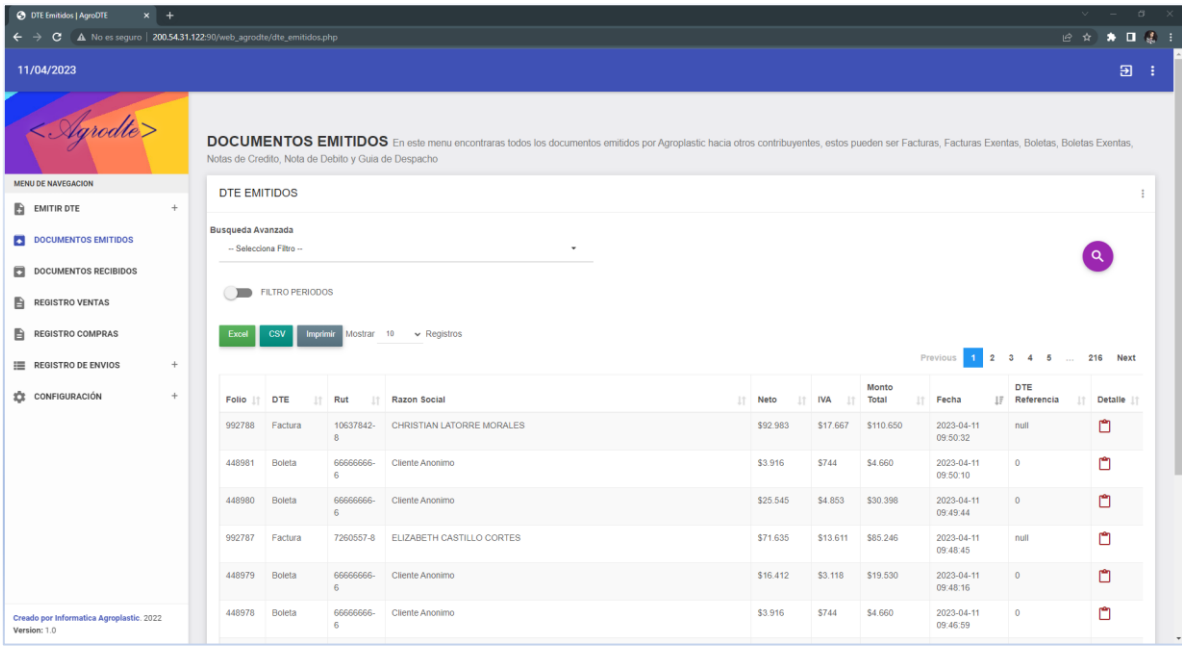 DTE Emitidos | AgroDTE
No es seguro | 200.54.31.122:90/web_agrodte/dte_emitidos.php
11/04/2023
<Agrodte>
DOCUMENTOS EMITIDOS En este menu encontraras todos los documentos emitidos por Agroplastic hacia otros contribuyentes, estos pueden ser Facturas, Facturas Exentas, Boletas, Boletas Exentas,
Notas de Credito, Nota de Debito y Guia de Despacho
MENU DE NAVEGACION
EMITIR DTE +
DOCUMENTOS EMITIDOS
DOCUMENTOS RECIBIDOS
REGISTRO VENTAS
REGISTRO COMPRAS
REGISTRO DE ENVIOS +
CONFIGURACIÓN +
Creado por Informatica Agroplastic. 2022
Version: 1.0
DTE EMITIDOS
Busqueda Avanzada
-- Selecciona Filtro --
FILTRO PERIODOS
Excel CSV Imprimir Mostrar 10 Registros
Previous 1 2 3 4 5 ... 216 Next
Folio DTE Rut Razon Social Neto IVA Monto Total Fecha DTE Referencia Detalle
992788 Factura 10637842-8 CHRISTIAN LATORRE MORALES $92.983 $17.667 $110.650 2023-04-11 09:50:32 null
448981 Boleta 66666666-6 Cliente Anonimo $3.916 $744 $4.660 2023-04-11 09:50:10 0
448980 Boleta 66666666-6 Cliente Anonimo $25.545 $4.853 $30.398 2023-04-11 09:49:44 0
992787 Factura 7260557-8 ELIZABETH CASTILLO CORTES $71.635 $13.611 $85.246 2023-04-11 09:48:45 null
448979 Boleta 66666666-6 Cliente Anonimo $16.412 $3.118 $19.530 2023-04-11 09:48:16 0
448978 Boleta 66666666-6 Cliente Anonimo $3.916 $744 $4.660 2023-04-11 09:46:59 0